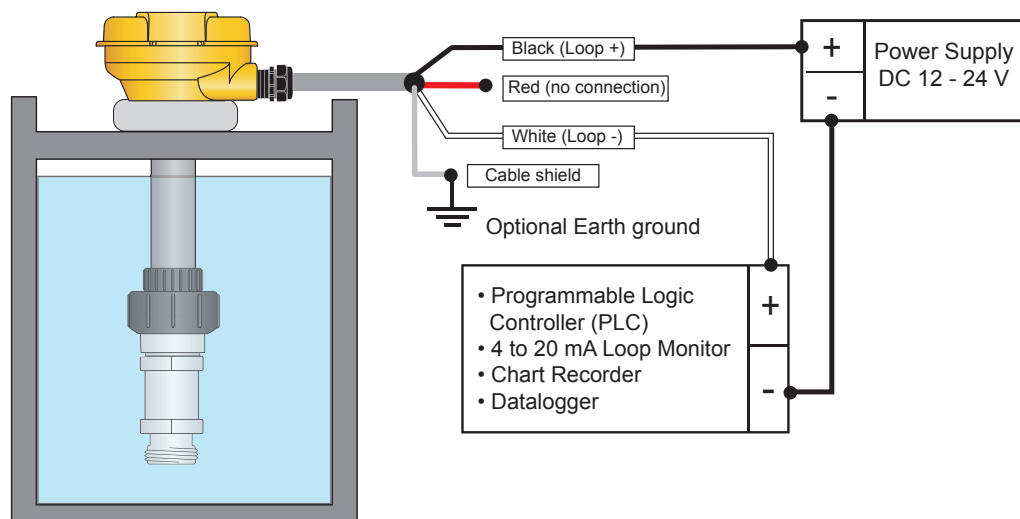 Black (Loop +)
+
Power Supply
DC 12 - 24 V
-
Red (no connection)
White (Loop -)
Cable shield
Optional Earth ground
• Programmable Logic
Controller (PLC)
• 4 to 20 mA Loop Monitor
• Chart Recorder
• Datalogger
+
-